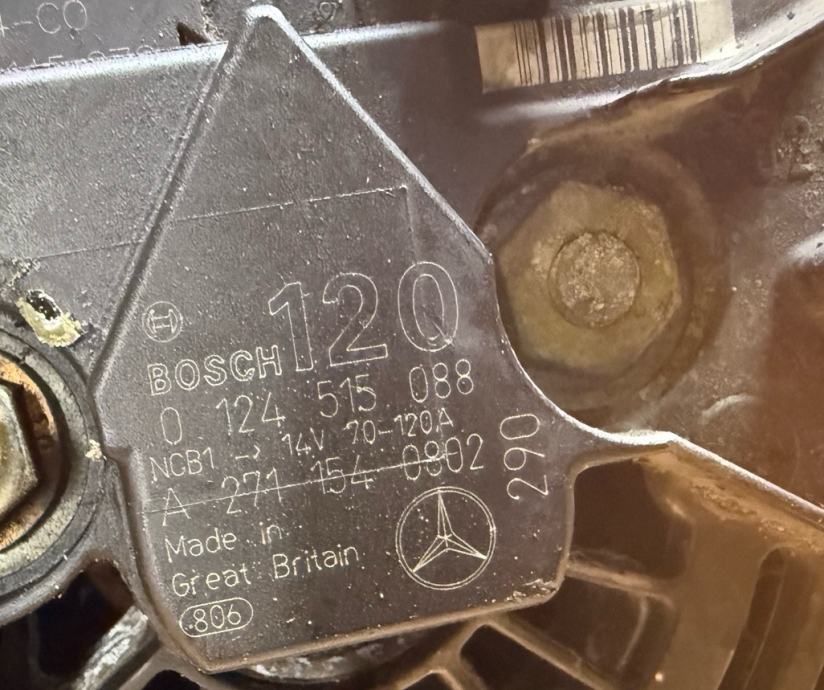 120
BOSCH
0 124 515 088
NCB1 -> 14V 70-120A
A 271 154 0802
290
Made in
Great Britain
806